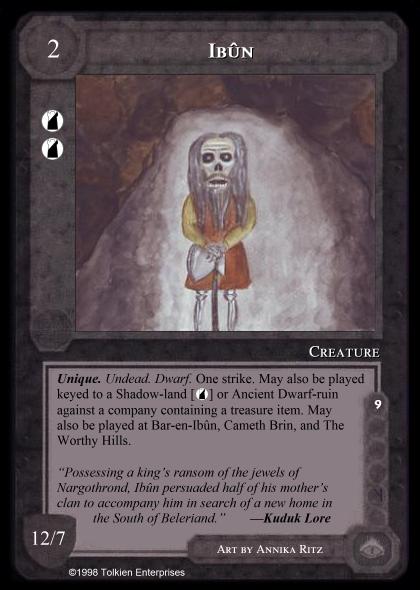 2
IBÛN
CREATURE
Unique. Undead. Dwarf. One strike. May also be played
keyed to a Shadow-land [ ] or Ancient Dwarf-ruin
against a company containing a treasure item. May
also be played at Bar-en-Ibûn, Cameth Brin, and The
Worthy Hills.
9
“Possessing a king’s ransom of the jewels of
Nargothrond, Ibûn persuaded half of his mother’s
clan to accompany him in search of a new home in
the South of Beleriand.” —Kuduk Lore
12/7
ART BY ANNIKA RITZ
©1998 Tolkien Enterprises